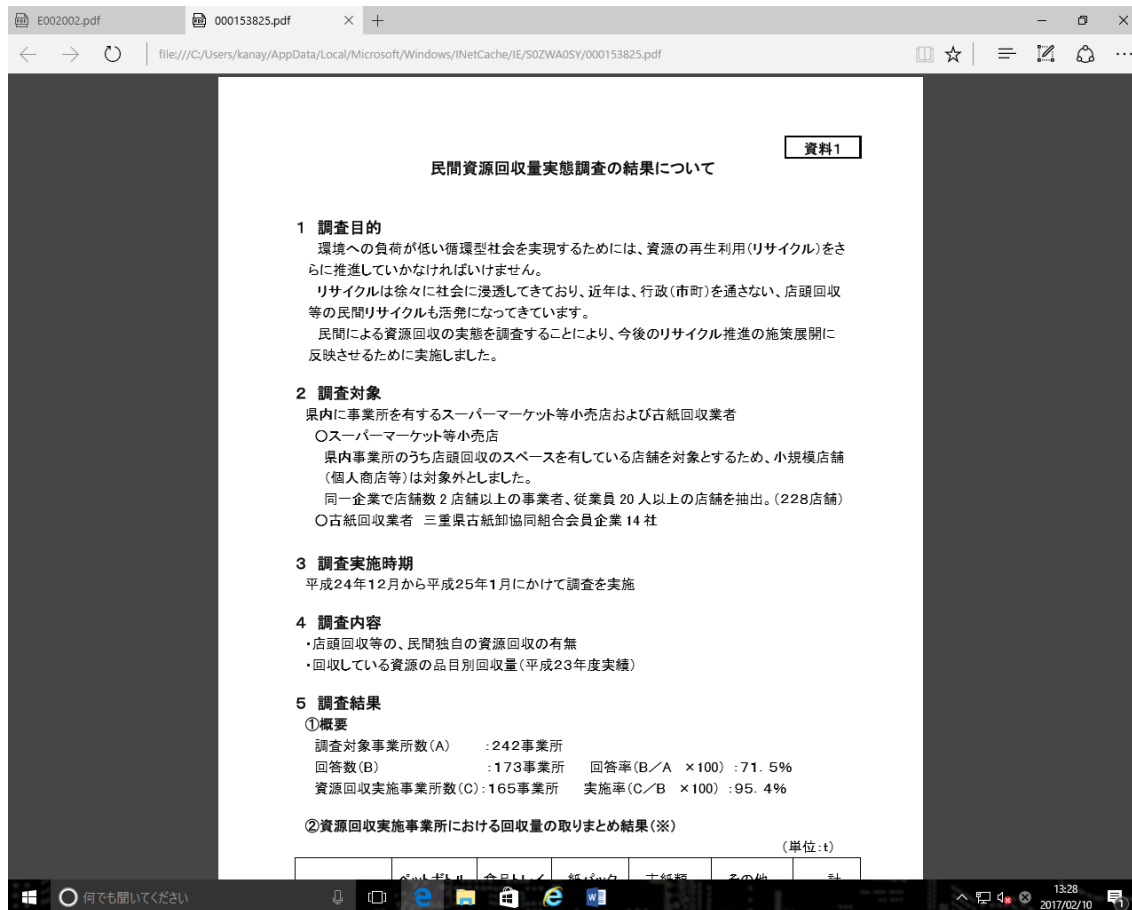 E002002.pdf
000153825.pdf
file:///C:/Users/kanay/AppData/Local/Microsoft/Windows/INetCache/IE/S0ZWA0SY/000153825.pdf
資料1
民間資源回収量実態調査の結果について
1 調査目的
環境への負荷が低い循環型社会を実現するためには、資源の再生利用(リサイクル)をさ
らに推進していかなければいけません。
リサイクルは徐々に社会に浸透してきており、近年は、行政(市町)を通さない、店頭回収
等の民間リサイクルも活発になってきています。
民間による資源回収の実態を調査することにより、今後のリサイクル推進の施策展開に
反映させるために実施しました。
2 調査対象
県内に事業所を有するスーパーマーケット等小売店および古紙回収業者
○スーパーマーケット等小売店
県内事業所のうち店頭回収のスペースを有している店舗を対象とするため、小規模店舗
(個人商店等)は対象外としました。
同一企業で店舗数 2 店舗以上の事業者、従業員 20 人以上の店舗を抽出。(228店舗)
○古紙回収業者 三重県古紙卸協同組合会員企業 14 社
3 調査実施時期
平成24年12月から平成25年1月にかけて調査を実施
4 調査内容
・店頭回収等の、民間独自の資源回収の有無
・回収している資源の品目別回収量(平成23年度実績)
5 調査結果
①概要
調査対象事業所数(A) :242事業所
回答数(B) :173事業所 回答率(B/A ×100) :71. 5%
資源回収実施事業所数(C):165事業所 実施率(C/B ×100) :95. 4%
②資源回収実施事業所における回収量の取りまとめ結果(※)
(単位:t)
ペットボトル 食品トレイ 紙パック 古紙類 その他 計
何でも聞いてください
13:28
2017/02/10